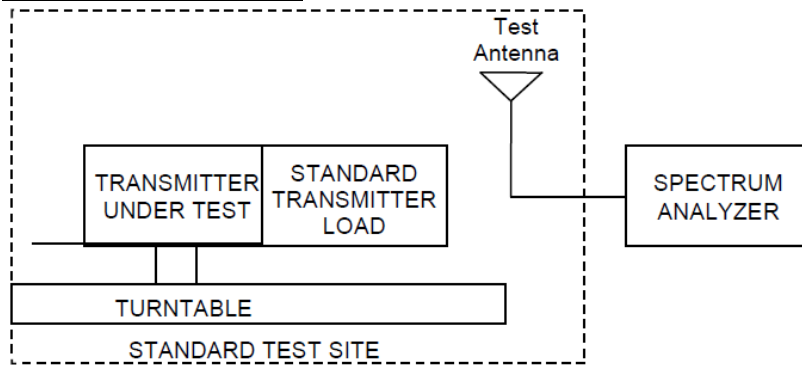 Test
Antenna
TRANSMITTER
UNDER TEST
STANDARD
TRANSMITTER
LOAD
SPECTRUM
ANALYZER
TURNTABLE
STANDARD TEST SITE